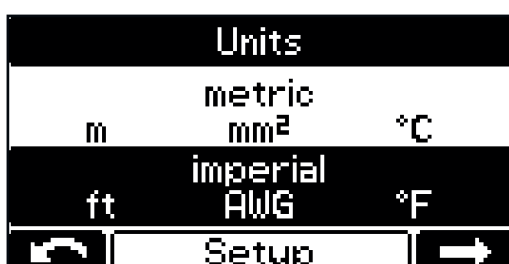 Units
metric
m mm² °C
imperial
ft AWG °F
Setup